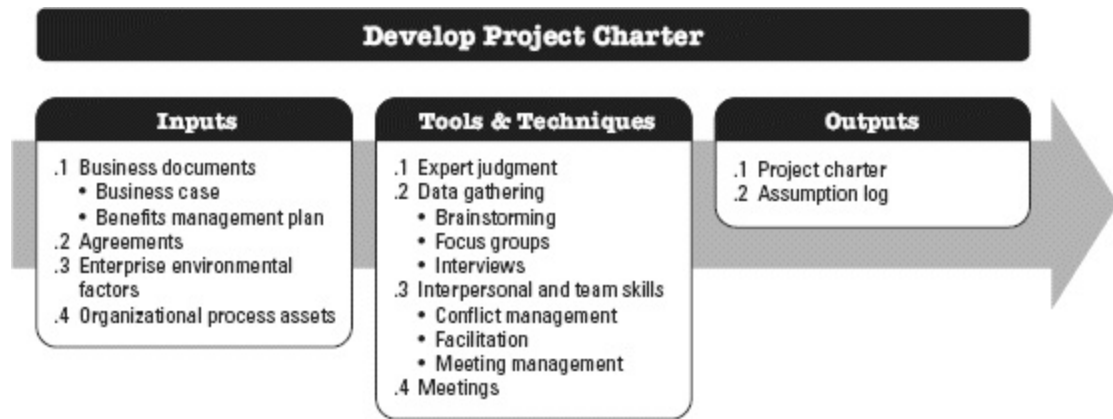 Develop Project Charter
Inputs
.1 Business documents
• Business case
• Benefits management plan
.2 Agreements
.3 Enterprise environmental
factors
.4 Organizational process assets
Tools & Techniques
.1 Expert judgment
.2 Data gathering
• Brainstorming
• Focus groups
• Interviews
.3 Interpersonal and team skills
• Conflict management
• Facilitation
• Meeting management
.4 Meetings
Outputs
.1 Project charter
.2 Assumption log